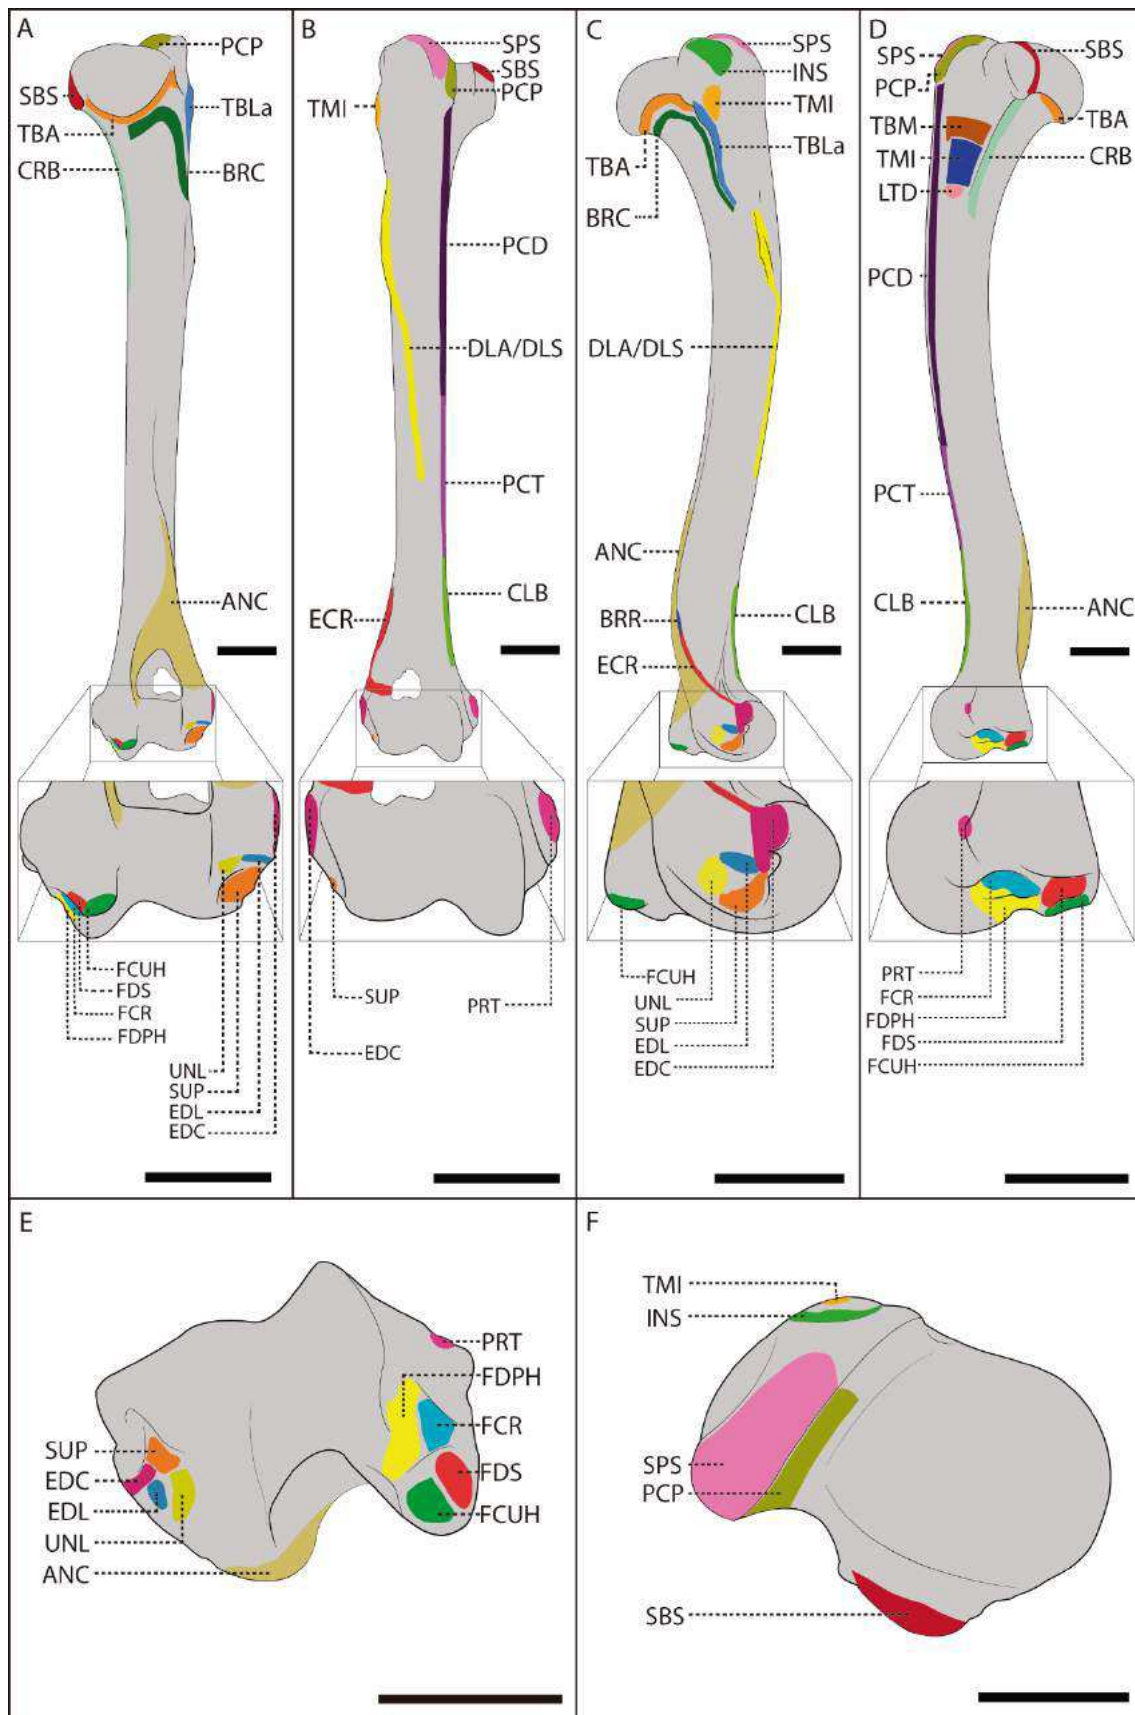 A
PCP
SBS
TBLa
TBA
CRB
BRC
ANC
FCUH
FDS
FCR
FDPH
UNL
SUP
EDL
EDC
B
SPS
SBS
PCP
TMI
PCD
DLA/DLS
PCT
CLB
ECR
SUP
PRT
EDC
C
SPS
INS
TMI
TBLa
TBA
BRC
DLA/DLS
ANC
BRR
CLB
ECR
FCUH
UNL
SUP
EDL
EDC
D
SPS
SBS
PCP
TBM
TBA
TMI
CRB
LTD
PCD
PCT
CLB
ANC
PRT
FCR
FDPH
FDS
FCUH
E
PRT
FDPH
FCR
SUP
EDC
FDS
EDL
FCUH
UNL
ANC
F
TMI
INS
SPS
PCP
SBS